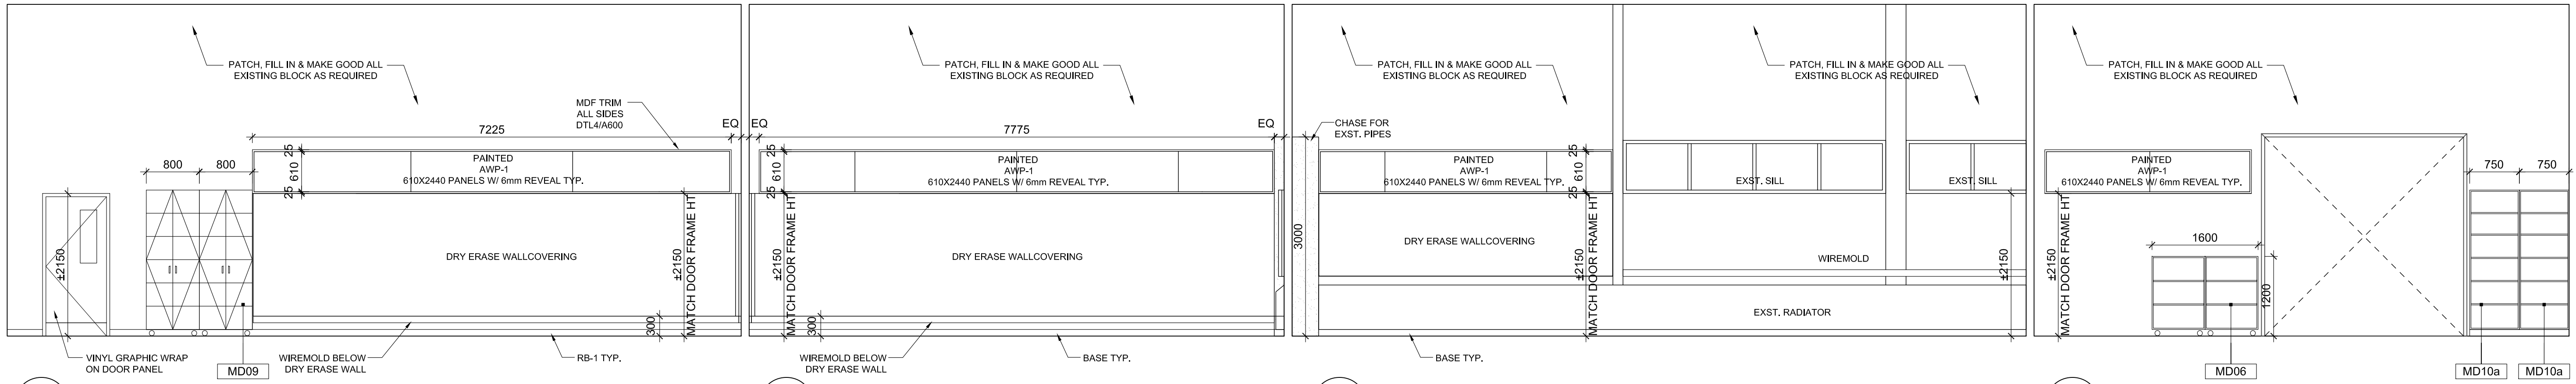 PATCH, FILL IN & MAKE GOOD ALL
EXISTING BLOCK AS REQUIRED
MDF TRIM
ALL SIDES
DTL4/A600
7225
EQ
800
800
25
610
25
PAINTED
AWP-1
610X2440 PANELS W/ 6mm REVEAL TYP.
±2150
DRY ERASE WALLCOVERING
±2150
MATCH DOOR FRAME HT
300
VINYL GRAPHIC WRAP
ON DOOR PANEL
MD09
WIREMOLD BELOW
DRY ERASE WALL
RB-1 TYP.
PATCH, FILL IN & MAKE GOOD ALL
EXISTING BLOCK AS REQUIRED
EQ
7775
EQ
25
610
25
PAINTED
AWP-1
610X2440 PANELS W/ 6mm REVEAL TYP.
±2150
MATCH DOOR FRAME HT
DRY ERASE WALLCOVERING
300
WIREMOLD BELOW
DRY ERASE WALL
BASE TYP.
PATCH, FILL IN & MAKE GOOD ALL
EXISTING BLOCK AS REQUIRED
PATCH, FILL IN & MAKE GOOD ALL
EXISTING BLOCK AS REQUIRED
CHASE FOR
EXST. PIPES
3000
PAINTED
AWP-1
610X2440 PANELS W/ 6mm REVEAL TYP.
25
610
25
EXST. SILL
EXST. SILL
DRY ERASE WALLCOVERING
±2150
MATCH DOOR FRAME HT
WIREMOLD
±2150
EXST. RADIATOR
BASE TYP.
PATCH, FILL IN & MAKE GOOD ALL
EXISTING BLOCK AS REQUIRED
PAINTED
AWP-1
610X2440 PANELS W/ 6mm REVEAL TYP.
750
750
±2150
MATCH DOOR FRAME HT
1600
1200
MD06
MD10a
MD10a